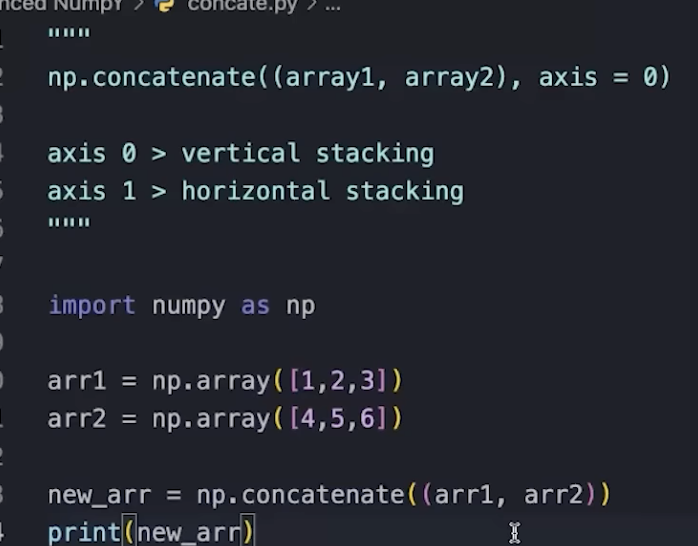 nced NumpY > concate.py > ...
"""
np.concatenate((array1, array2), axis = 0)
axis 0 > vertical stacking
axis 1 > horizontal stacking
"""
import numpy as np
arr1 = np.array([1,2,3])
arr2 = np.array([4,5,6])
new_arr = np.concatenate((arr1, arr2))
print(new_arr)